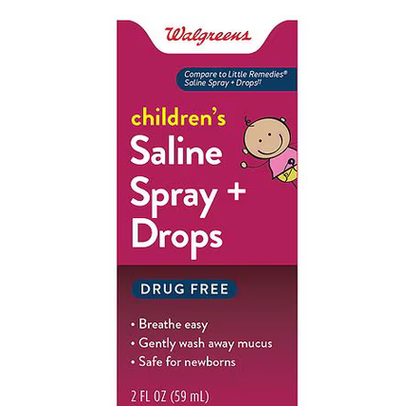 Walgreens
Compare to Little Remedies®
Saline Spray + Drops††
children's
Saline
Spray +
Drops
DRUG FREE
• Breathe easy
• Gently wash away mucus
• Safe for newborns
2 FL OZ (59 mL)